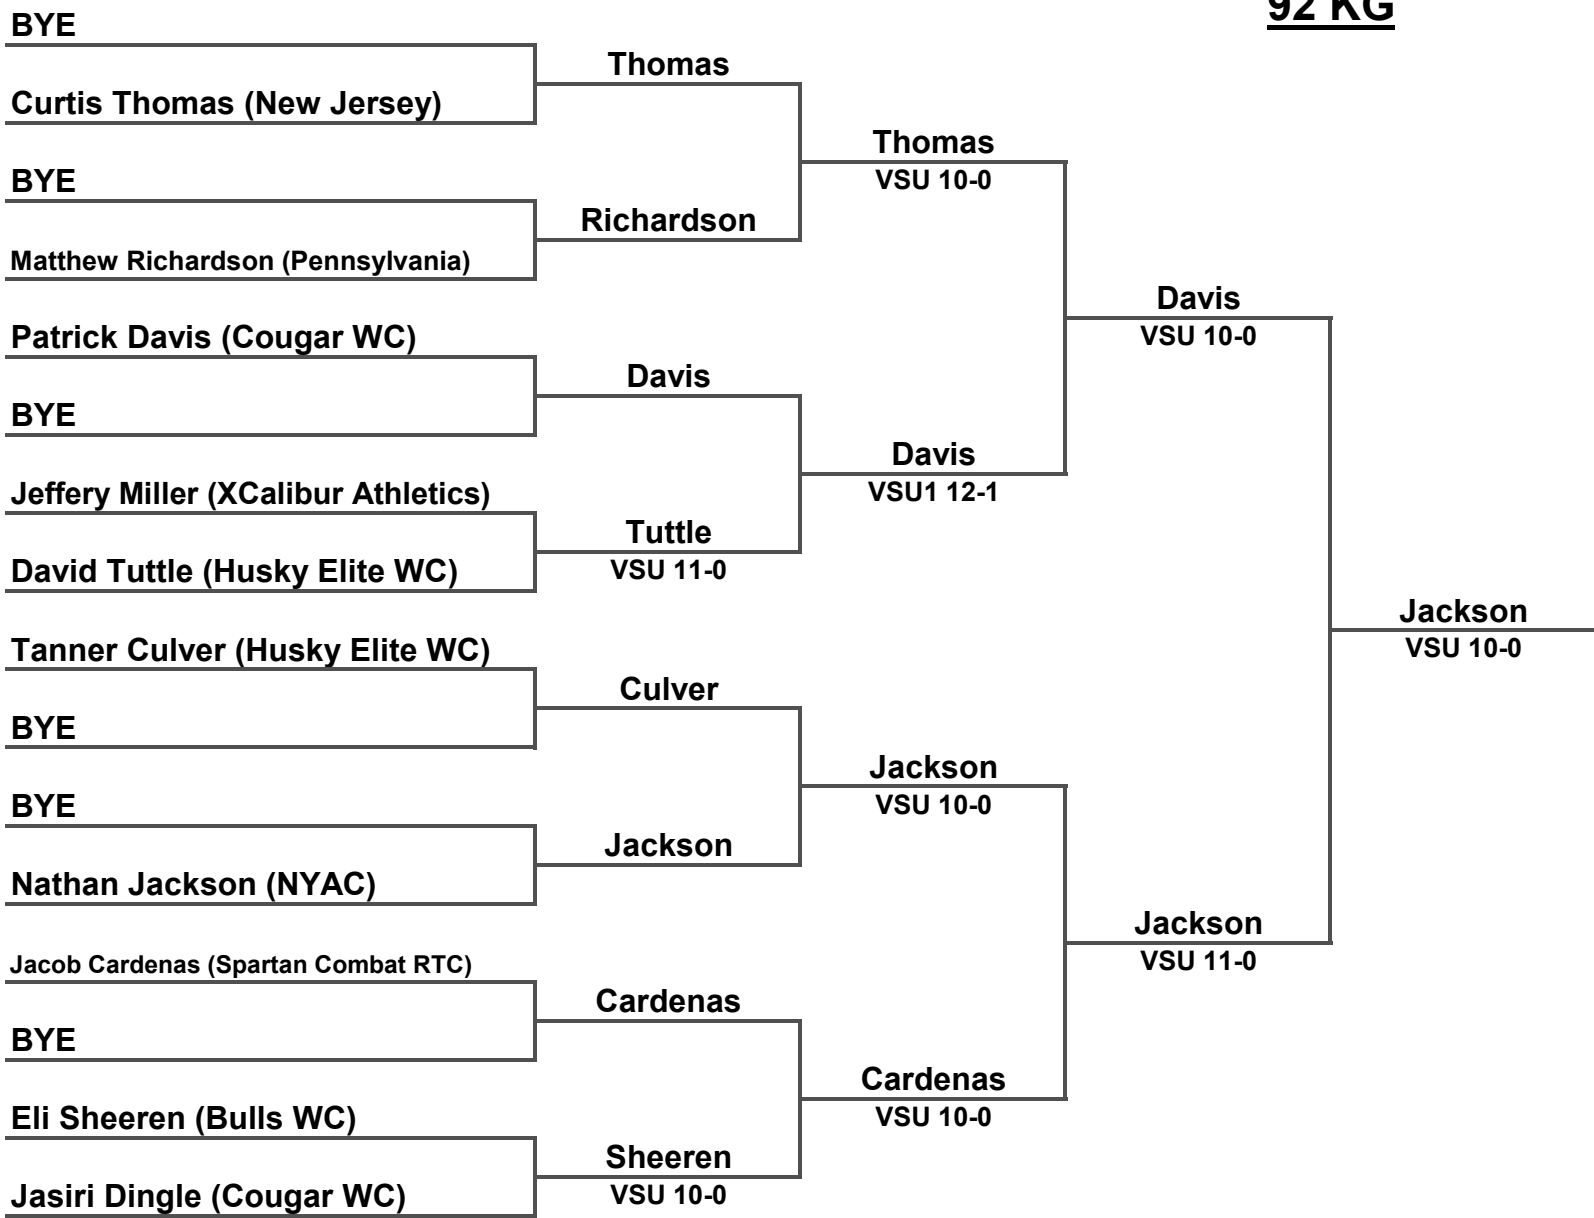 92 KG
BYE
Curtis Thomas (New Jersey)
BYE
Matthew Richardson (Pennsylvania)
Patrick Davis (Cougar WC)
BYE
Jeffery Miller (XCalibur Athletics)
David Tuttle (Husky Elite WC)
Tanner Culver (Husky Elite WC)
BYE
BYE
Nathan Jackson (NYAC)
Jacob Cardenas (Spartan Combat RTC)
BYE
Eli Sheeren (Bulls WC)
Jasiri Dingle (Cougar WC)
Thomas
Richardson
Davis
Tuttle
VSU 11-0
Culver
Jackson
Cardenas
Sheeren
VSU 10-0
Thomas
VSU 10-0
Davis
VSU1 12-1
Jackson
VSU 10-0
Cardenas
VSU 10-0
Davis
VSU 10-0
Jackson
VSU 11-0
Jackson
VSU 10-0